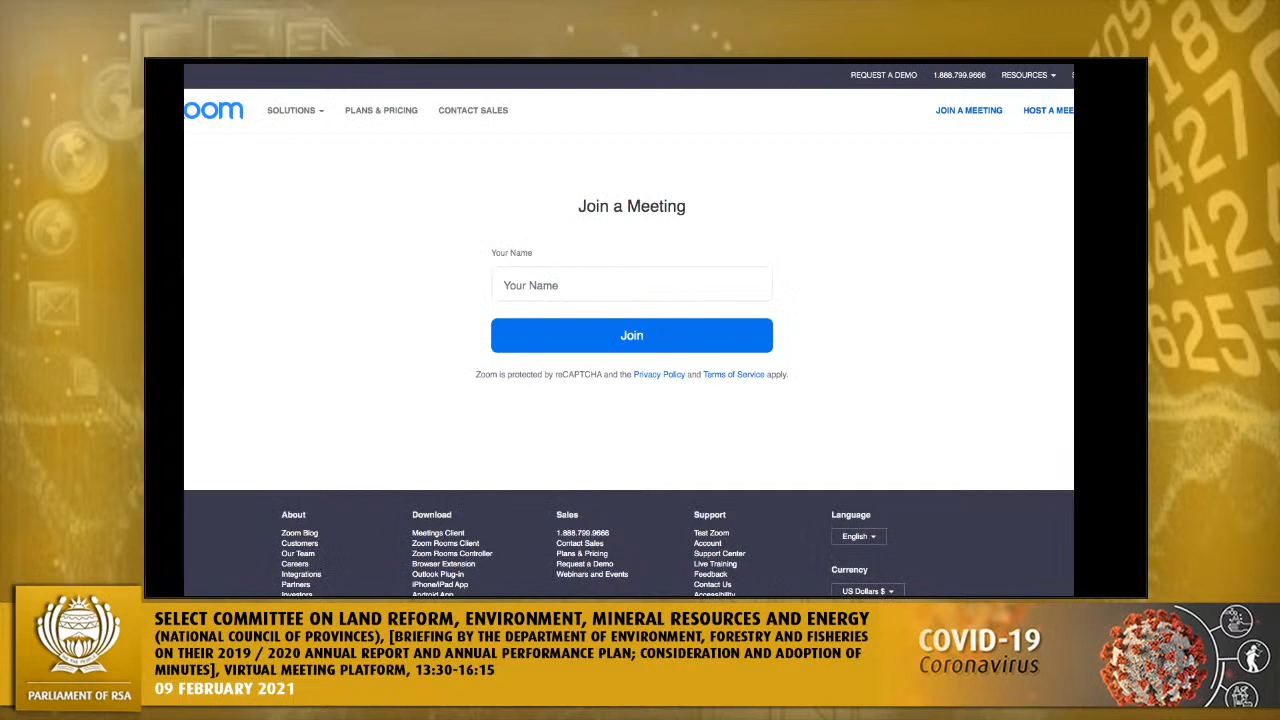 REQUEST A DEMO 1.888.799.9666 RESOURCES
oom SOLUTIONS PLANS & PRICING CONTACT SALES JOIN A MEETING HOST A MEE
Join a Meeting
Your Name
Your Name
Join
Zoom is protected by reCAPTCHA and the Privacy Policy and Terms of Service apply.
About Download Sales Support Language
Zoom Blog Meetings Client 1.888.799.9666 Test Zoom English
Customers Zoom Rooms Client Contact Sales Account
Our Team Zoom Rooms Controller Plans & Pricing Support Center
Careers Browser Extension Request a Demo Live Training Currency
Integrations Outlook Plug-in Webinars and Events Feedback
Partners iPhone/iPad App Contact Us
Investors Android App Accessibility US Dollars $
SELECT COMMITTEE ON LAND REFORM, ENVIRONMENT, MINERAL RESOURCES AND ENERGY
(NATIONAL COUNCIL OF PROVINCES), [BRIEFING BY THE DEPARTMENT OF ENVIRONMENT, FORESTRY AND FISHERIES
ON THEIR 2019 / 2020 ANNUAL REPORT AND ANNUAL PERFORMANCE PLAN; CONSIDERATION AND ADOPTION OF
MINUTES], VIRTUAL MEETING PLATFORM, 13:30-16:15
09 FEBRUARY 2021
PARLIAMENT OF RSA
COVID-19
Coronavirus